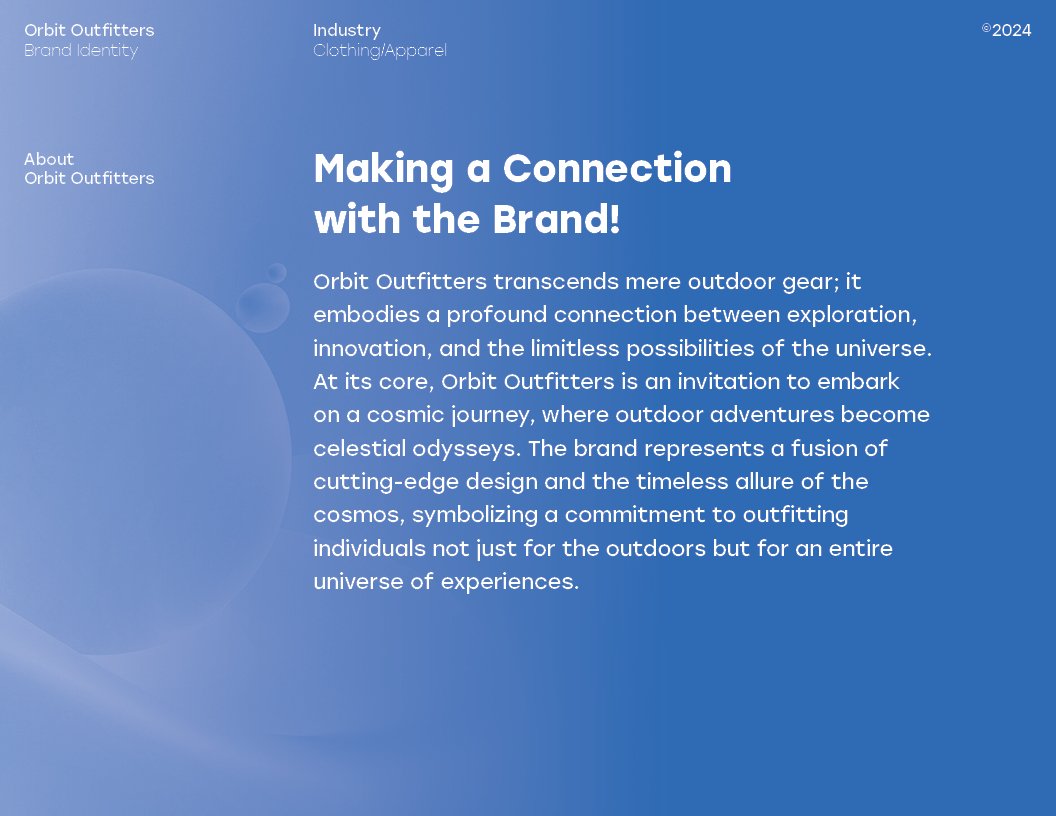 Orbit Outfitters
Brand Identity
Industry
Clothing/Apparel
©2024
About
Orbit Outfitters
Making a Connection
with the Brand!
Orbit Outfitters transcends mere outdoor gear; it
embodies a profound connection between exploration,
innovation, and the limitless possibilities of the universe.
At its core, Orbit Outfitters is an invitation to embark
on a cosmic journey, where outdoor adventures become
celestial odysseys. The brand represents a fusion of
cutting-edge design and the timeless allure of the
cosmos, symbolizing a commitment to outfitting
individuals not just for the outdoors but for an entire
universe of experiences.